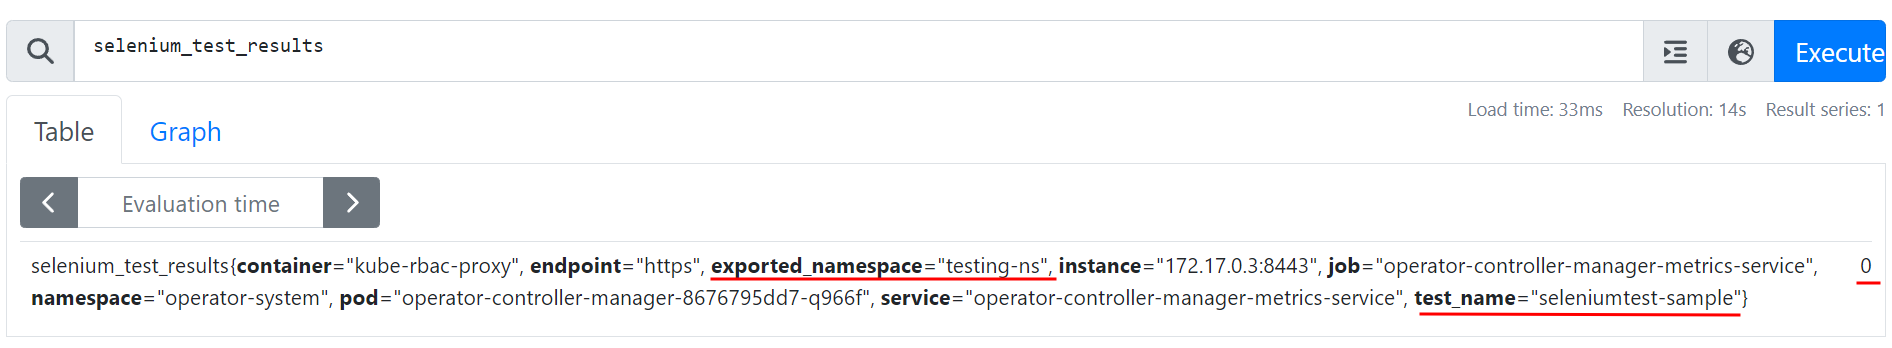 selenium_test_results
Execute
Load time: 33ms Resolution: 14s Result series: 1
Table Graph
Evaluation time
selenium_test_results{container="kube-rbac-proxy", endpoint="https", exported_namespace="testing-ns", instance="172.17.0.3:8443", job="operator-controller-manager-metrics-service", 0
namespace="operator-system", pod="operator-controller-manager-8676795dd7-q966f", service="operator-controller-manager-metrics-service", test_name="seleniumtest-sample"}